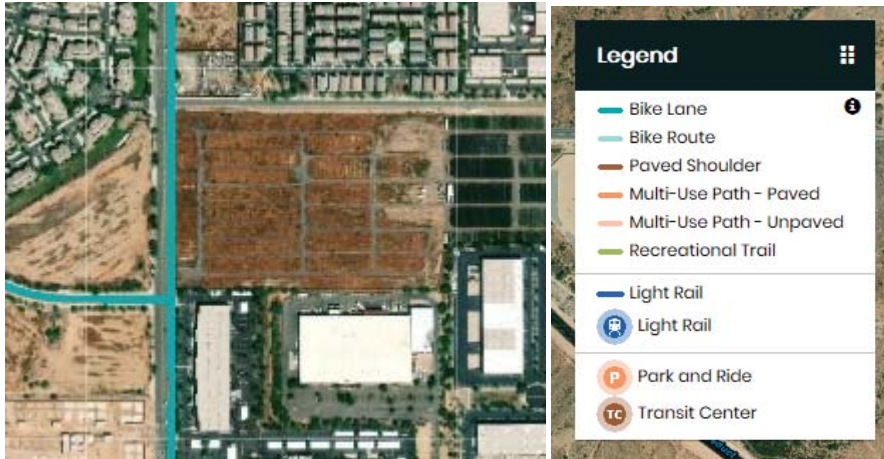 Legend
Bike Lane
Bike Route
Paved Shoulder
Multi-Use Path - Paved
Multi-Use Path - Unpaved
Recreational Trail
Light Rail
Light Rail
P Park and Ride
TC Transit Center